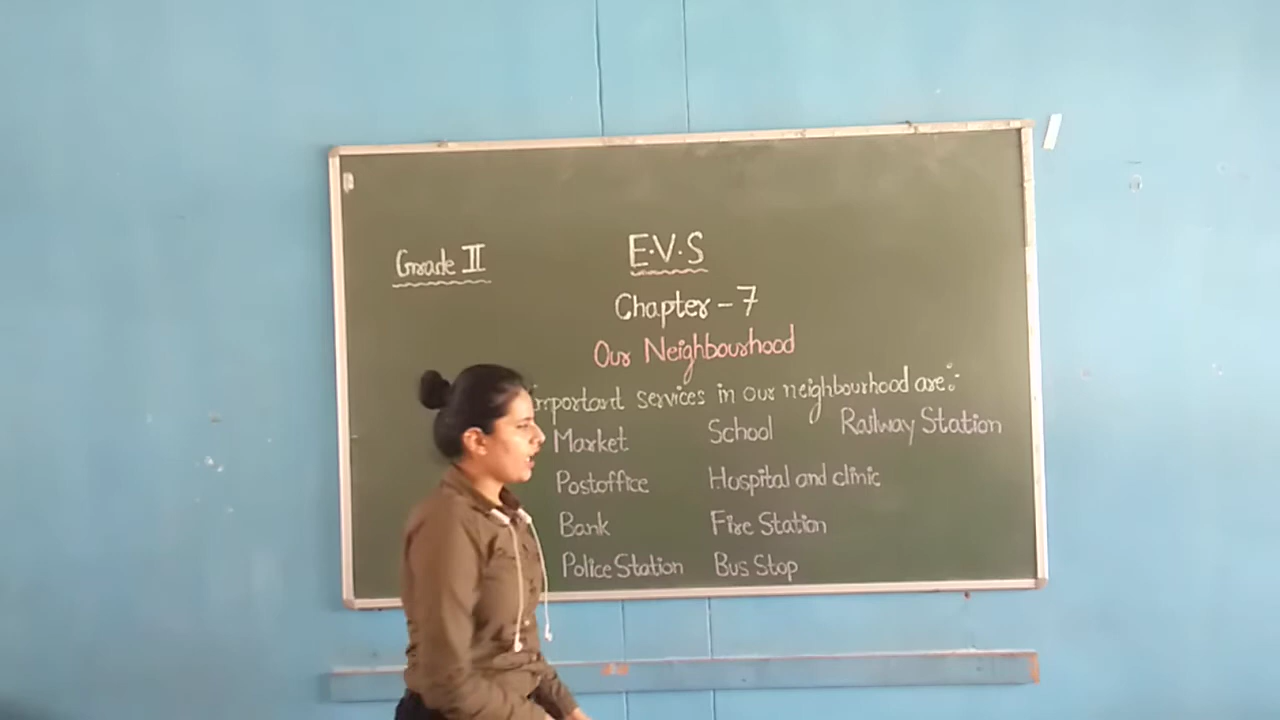 Grade II
E.V.S
Chapter - 7
Our Neighbourhood
Important services in our neighbourhood are:-
Market School Railway Station
Postoffice Hospital and clinic
Bank Fire Station
Police Station Bus Stop